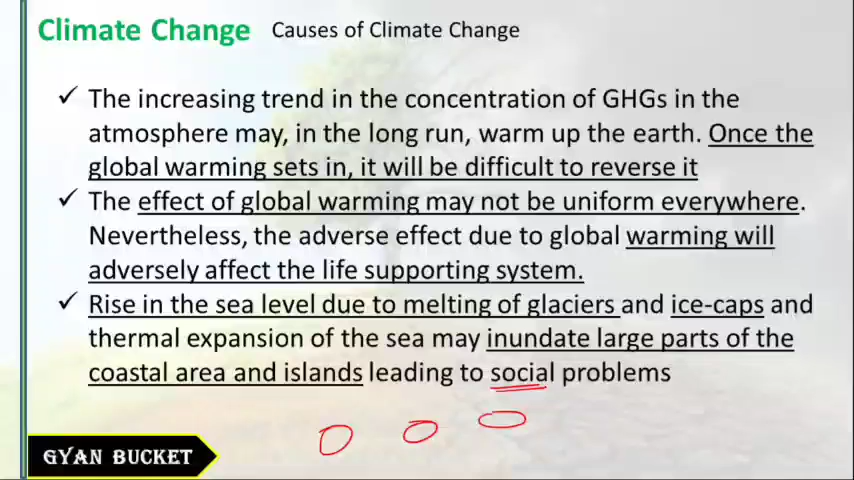 Climate Change Causes of Climate Change
✓ The increasing trend in the concentration of GHGs in the
atmosphere may, in the long run, warm up the earth. Once the
global warming sets in, it will be difficult to reverse it
✓ The effect of global warming may not be uniform everywhere.
Nevertheless, the adverse effect due to global warming will
adversely affect the life supporting system.
✓ Rise in the sea level due to melting of glaciers and ice-caps and
thermal expansion of the sea may inundate large parts of the
coastal area and islands leading to social problems
GYAN BUCKET